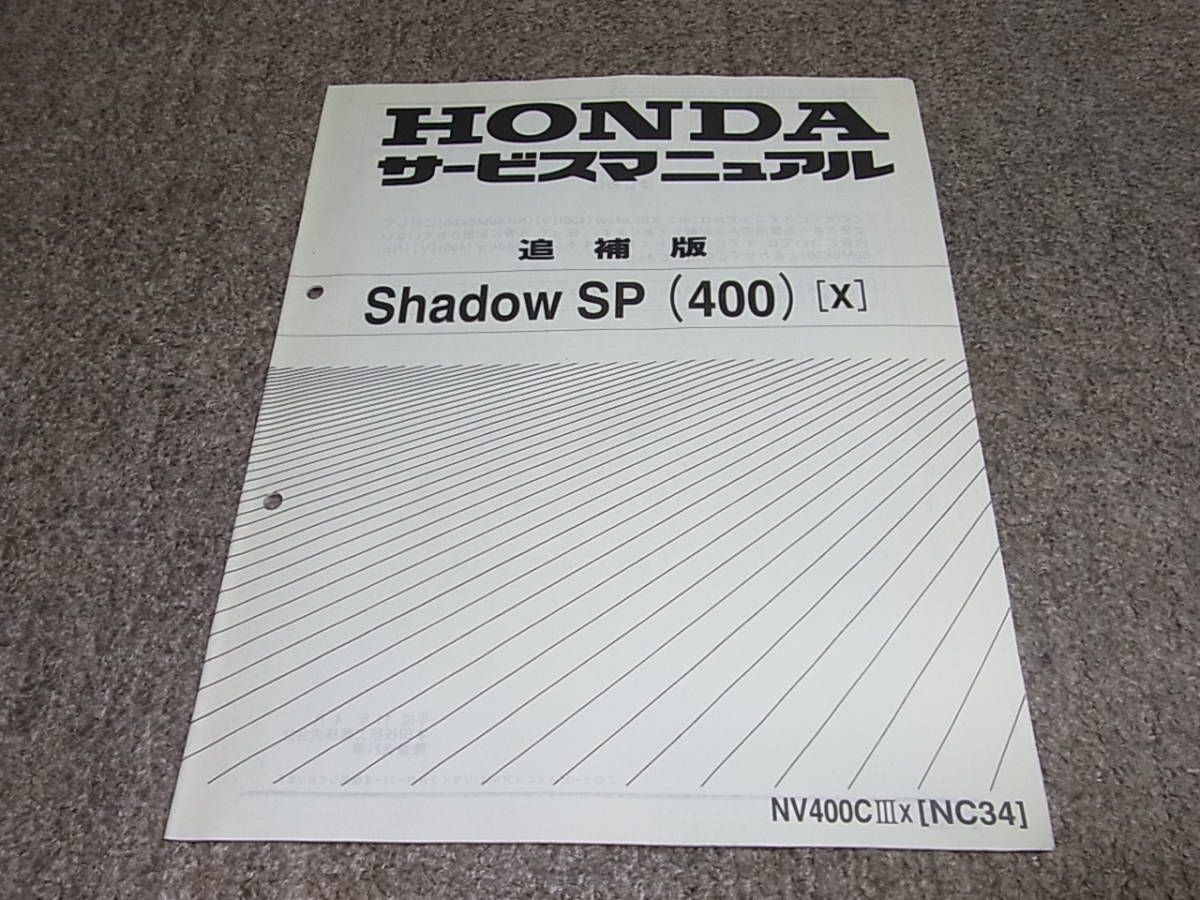 HONDA
サービスマニュアル
追補版
Shadow SP (400) [X]
NV400CⅢX [NC34]